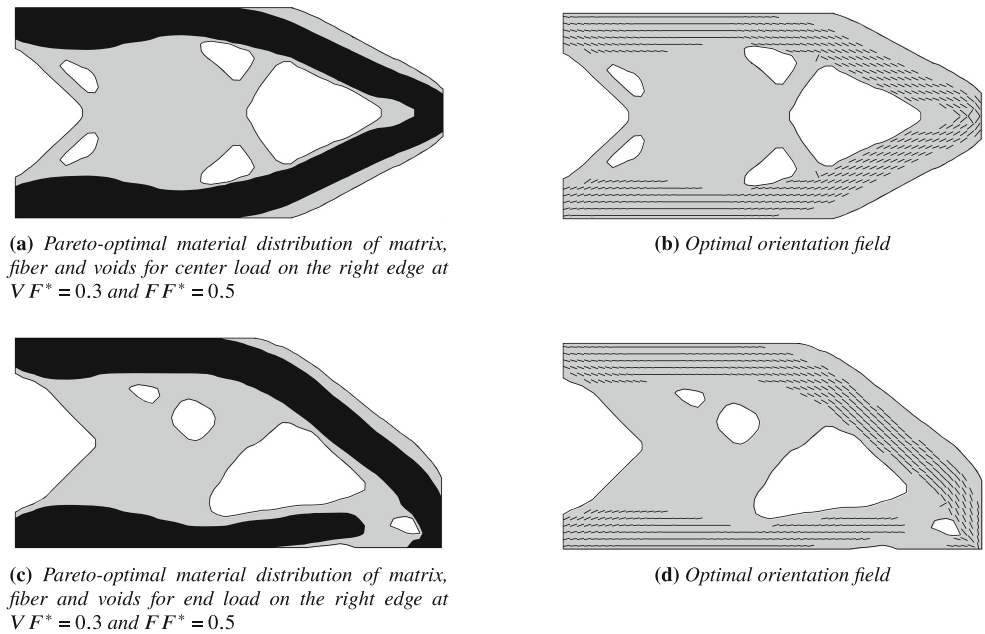 (a) Pareto-optimal material distribution of matrix,
fiber and voids for center load on the right edge at
VF* = 0.3 and FF* = 0.5
(b) Optimal orientation field
(c) Pareto-optimal material distribution of matrix,
fiber and voids for end load on the right edge at
VF* = 0.3 and FF* = 0.5
(d) Optimal orientation field